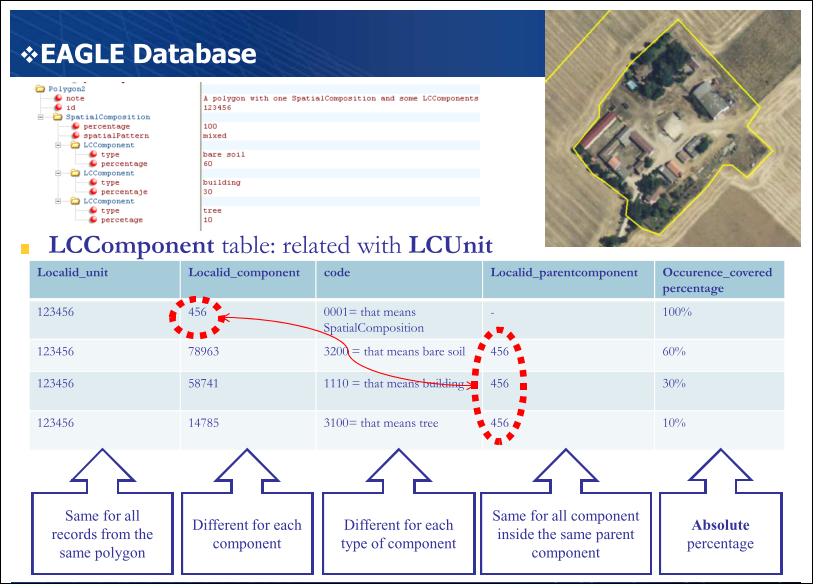 ❖EAGLE Database
Polygon2
note A polygon with one SpatialComposition and some LCComponents
id 123456
SpatialComposition
percentage 100
spatialPattern mixed
LCComponent
type bare soil
percentage 60
LCComponent
type building
percentaje 30
LCComponent
type tree
percetage 10
LCComponent table: related with LCUnit
Localid_unit Localid_component code Localid_parentcomponent Occurence_covered
percentage
123456 456 0001= that means - 100%
SpatialComposition
123456 78963 3200 = that means bare soil 456 60%
123456 58741 1110 = that means building 456 30%
123456 14785 3100= that means tree 456 10%
Same for all
records from the
same polygon
Different for each
component
Different for each
type of component
Same for all component
inside the same parent
component
Absolute
percentage